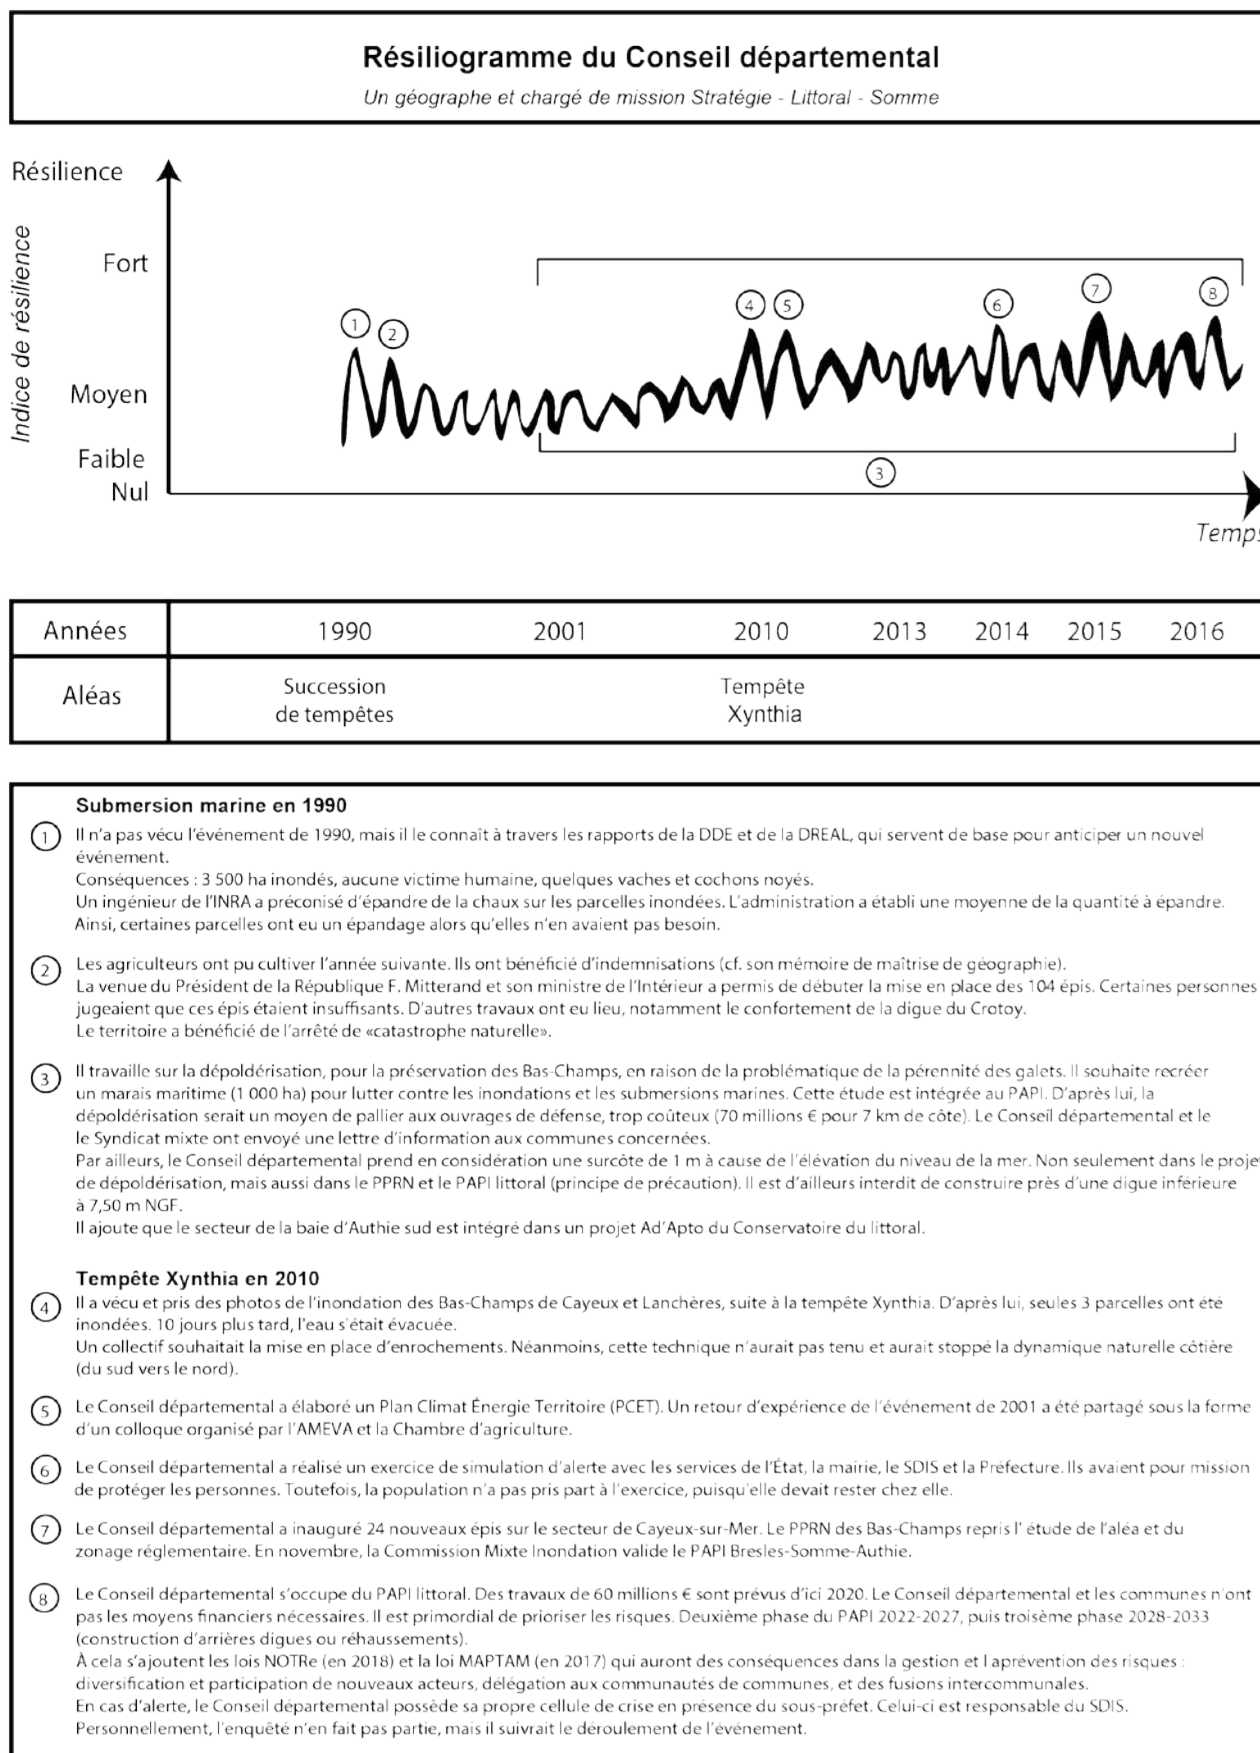 Résiliogramme du Conseil départemental
Un géographe et chargé de mission Stratégie - Littoral - Somme
Résilience
Indice de résilience
Fort
Moyen
Faible
Nul
1
2
4
5
6
7
8
3
Temps
Années
1990
2001
2010
2013
2014
2015
2016
Aléas
Succession
de tempêtes
Tempête
Xynthia
Submersion marine en 1990
1 Il n'a pas vécu l'événement de 1990, mais il le connaît à travers les rapports de la DDE et de la DREAL, qui servent de base pour anticiper un nouvel
événement.
Conséquences : 3 500 ha inondés, aucune victime humaine, quelques vaches et cochons noyés.
Un ingénieur de l'INRA a préconisé d'épandre de la chaux sur les parcelles inondées. L'administration a établi une moyenne de la quantité à épandre.
Ainsi, certaines parcelles ont eu un épandage alors qu'elles n'en avaient pas besoin.
2 Les agriculteurs ont pu cultiver l'année suivante. Ils ont bénéficié d'indemnisations (cf. son mémoire de maîtrise de géographie).
La venue du Président de la République F. Mitterand et son ministre de l'Intérieur a permis de débuter la mise en place des 104 épis. Certaines personnes
jugeaient que ces épis étaient insuffisants. D'autres travaux ont eu lieu, notamment le confortement de la digue du Crotoy.
Le territoire a bénéficié de l'arrêté de «catastrophe naturelle».
3 Il travaille sur la dépoldérisation, pour la préservation des Bas-Champs, en raison de la problématique de la pérennité des galets. Il souhaite recréer
un marais maritime (1 000 ha) pour lutter contre les inondations et les submersions marines. Cette étude est intégrée au PAPI. D'après lui, la
dépoldérisation serait un moyen de pallier aux ouvrages de défense, trop coûteux (70 millions € pour 7 km de côte). Le Conseil départemental et le
le Syndicat mixte ont envoyé une lettre d'information aux communes concernées.
Par ailleurs, le Conseil départemental prend en considération une surcôte de 1 m à cause de l'élévation du niveau de la mer. Non seulement dans le projet
de dépoldérisation, mais aussi dans le PPRN et le PAPI littoral (principe de précaution). Il est d'ailleurs interdit de construire près d'une digue inférieure
à 7,50 m NGF.
Il ajoute que le secteur de la baie d'Authie sud est intégré dans un projet Ad'Apto du Conservatoire du littoral.
Tempête Xynthia en 2010
4 Il a vécu et pris des photos de l'inondation des Bas-Champs de Cayeux et Lanchères, suite à la tempête Xynthia. D'après lui, seules 3 parcelles ont été
inondées. 10 jours plus tard, l'eau s'était évacuée.
Un collectif souhaitait la mise en place d'enrochements. Néanmoins, cette technique n'aurait pas tenu et aurait stoppé la dynamique naturelle côtière
(du sud vers le nord).
5 Le Conseil départemental a élaboré un Plan Climat Énergie Territoire (PCET). Un retour d'expérience de l'événement de 2001 a été partagé sous la forme
d'un colloque organisé par l'AMEVA et la Chambre d'agriculture.
6 Le Conseil départemental a réalisé un exercice de simulation d'alerte avec les services de l'État, la mairie, le SDIS et la Préfecture. Ils avaient pour mission
de protéger les personnes. Toutefois, la population n'a pas pris part à l'exercice, puisqu'elle devait rester chez elle.
7 Le Conseil départemental a inauguré 24 nouveaux épis sur le secteur de Cayeux-sur-Mer. Le PPRN des Bas-Champs repris l' étude de l'aléa et du
zonage réglementaire. En novembre, la Commission Mixte Inondation valide le PAPI Bresles-Somme-Authie.
8 Le Conseil départemental s'occupe du PAPI littoral. Des travaux de 60 millions € sont prévus d'ici 2020. Le Conseil départemental et les communes n'ont
pas les moyens financiers nécessaires. Il est primordial de prioriser les risques. Deuxième phase du PAPI 2022-2027, puis troisième phase 2028-2033
(construction d'arrières digues ou réhaussements).
À cela s'ajoutent les lois NOTRe (en 2018) et la loi MAPTAM (en 2017) qui auront des conséquences dans la gestion et l aprévention des risques :
diversification et participation de nouveaux acteurs, délégation aux communautés de communes, et des fusions intercommunales.
En cas d'alerte, le Conseil départemental possède sa propre cellule de crise en présence du sous-préfet. Celui-ci est responsable du SDIS.
Personnellement, l'enquêté n'en fait pas partie, mais il suivrait le déroulement de l'événement.